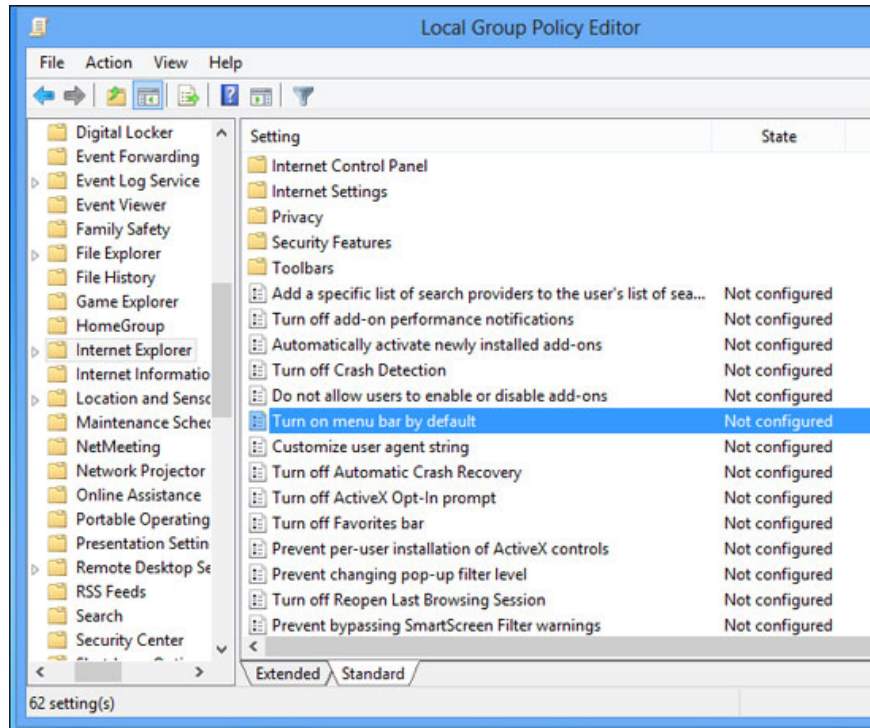 Local Group Policy Editor
File Action View Help
Digital Locker
Event Forwarding
Event Log Service
Event Viewer
Family Safety
File Explorer
File History
Game Explorer
HomeGroup
Internet Explorer
Internet Informatio
Location and Senso
Maintenance Sched
NetMeeting
Network Projector
Online Assistance
Portable Operating
Presentation Settin
Remote Desktop Se
RSS Feeds
Search
Security Center
Setting State
Internet Control Panel
Internet Settings
Privacy
Security Features
Toolbars
Add a specific list of search providers to the user's list of sea... Not configured
Turn off add-on performance notifications Not configured
Automatically activate newly installed add-ons Not configured
Turn off Crash Detection Not configured
Do not allow users to enable or disable add-ons Not configured
Turn on menu bar by default Not configured
Customize user agent string Not configured
Turn off Automatic Crash Recovery Not configured
Turn off ActiveX Opt-In prompt Not configured
Turn off Favorites bar Not configured
Prevent per-user installation of ActiveX controls Not configured
Prevent changing pop-up filter level Not configured
Turn off Reopen Last Browsing Session Not configured
Prevent bypassing SmartScreen Filter warnings Not configured
Extended Standard
62 setting(s)